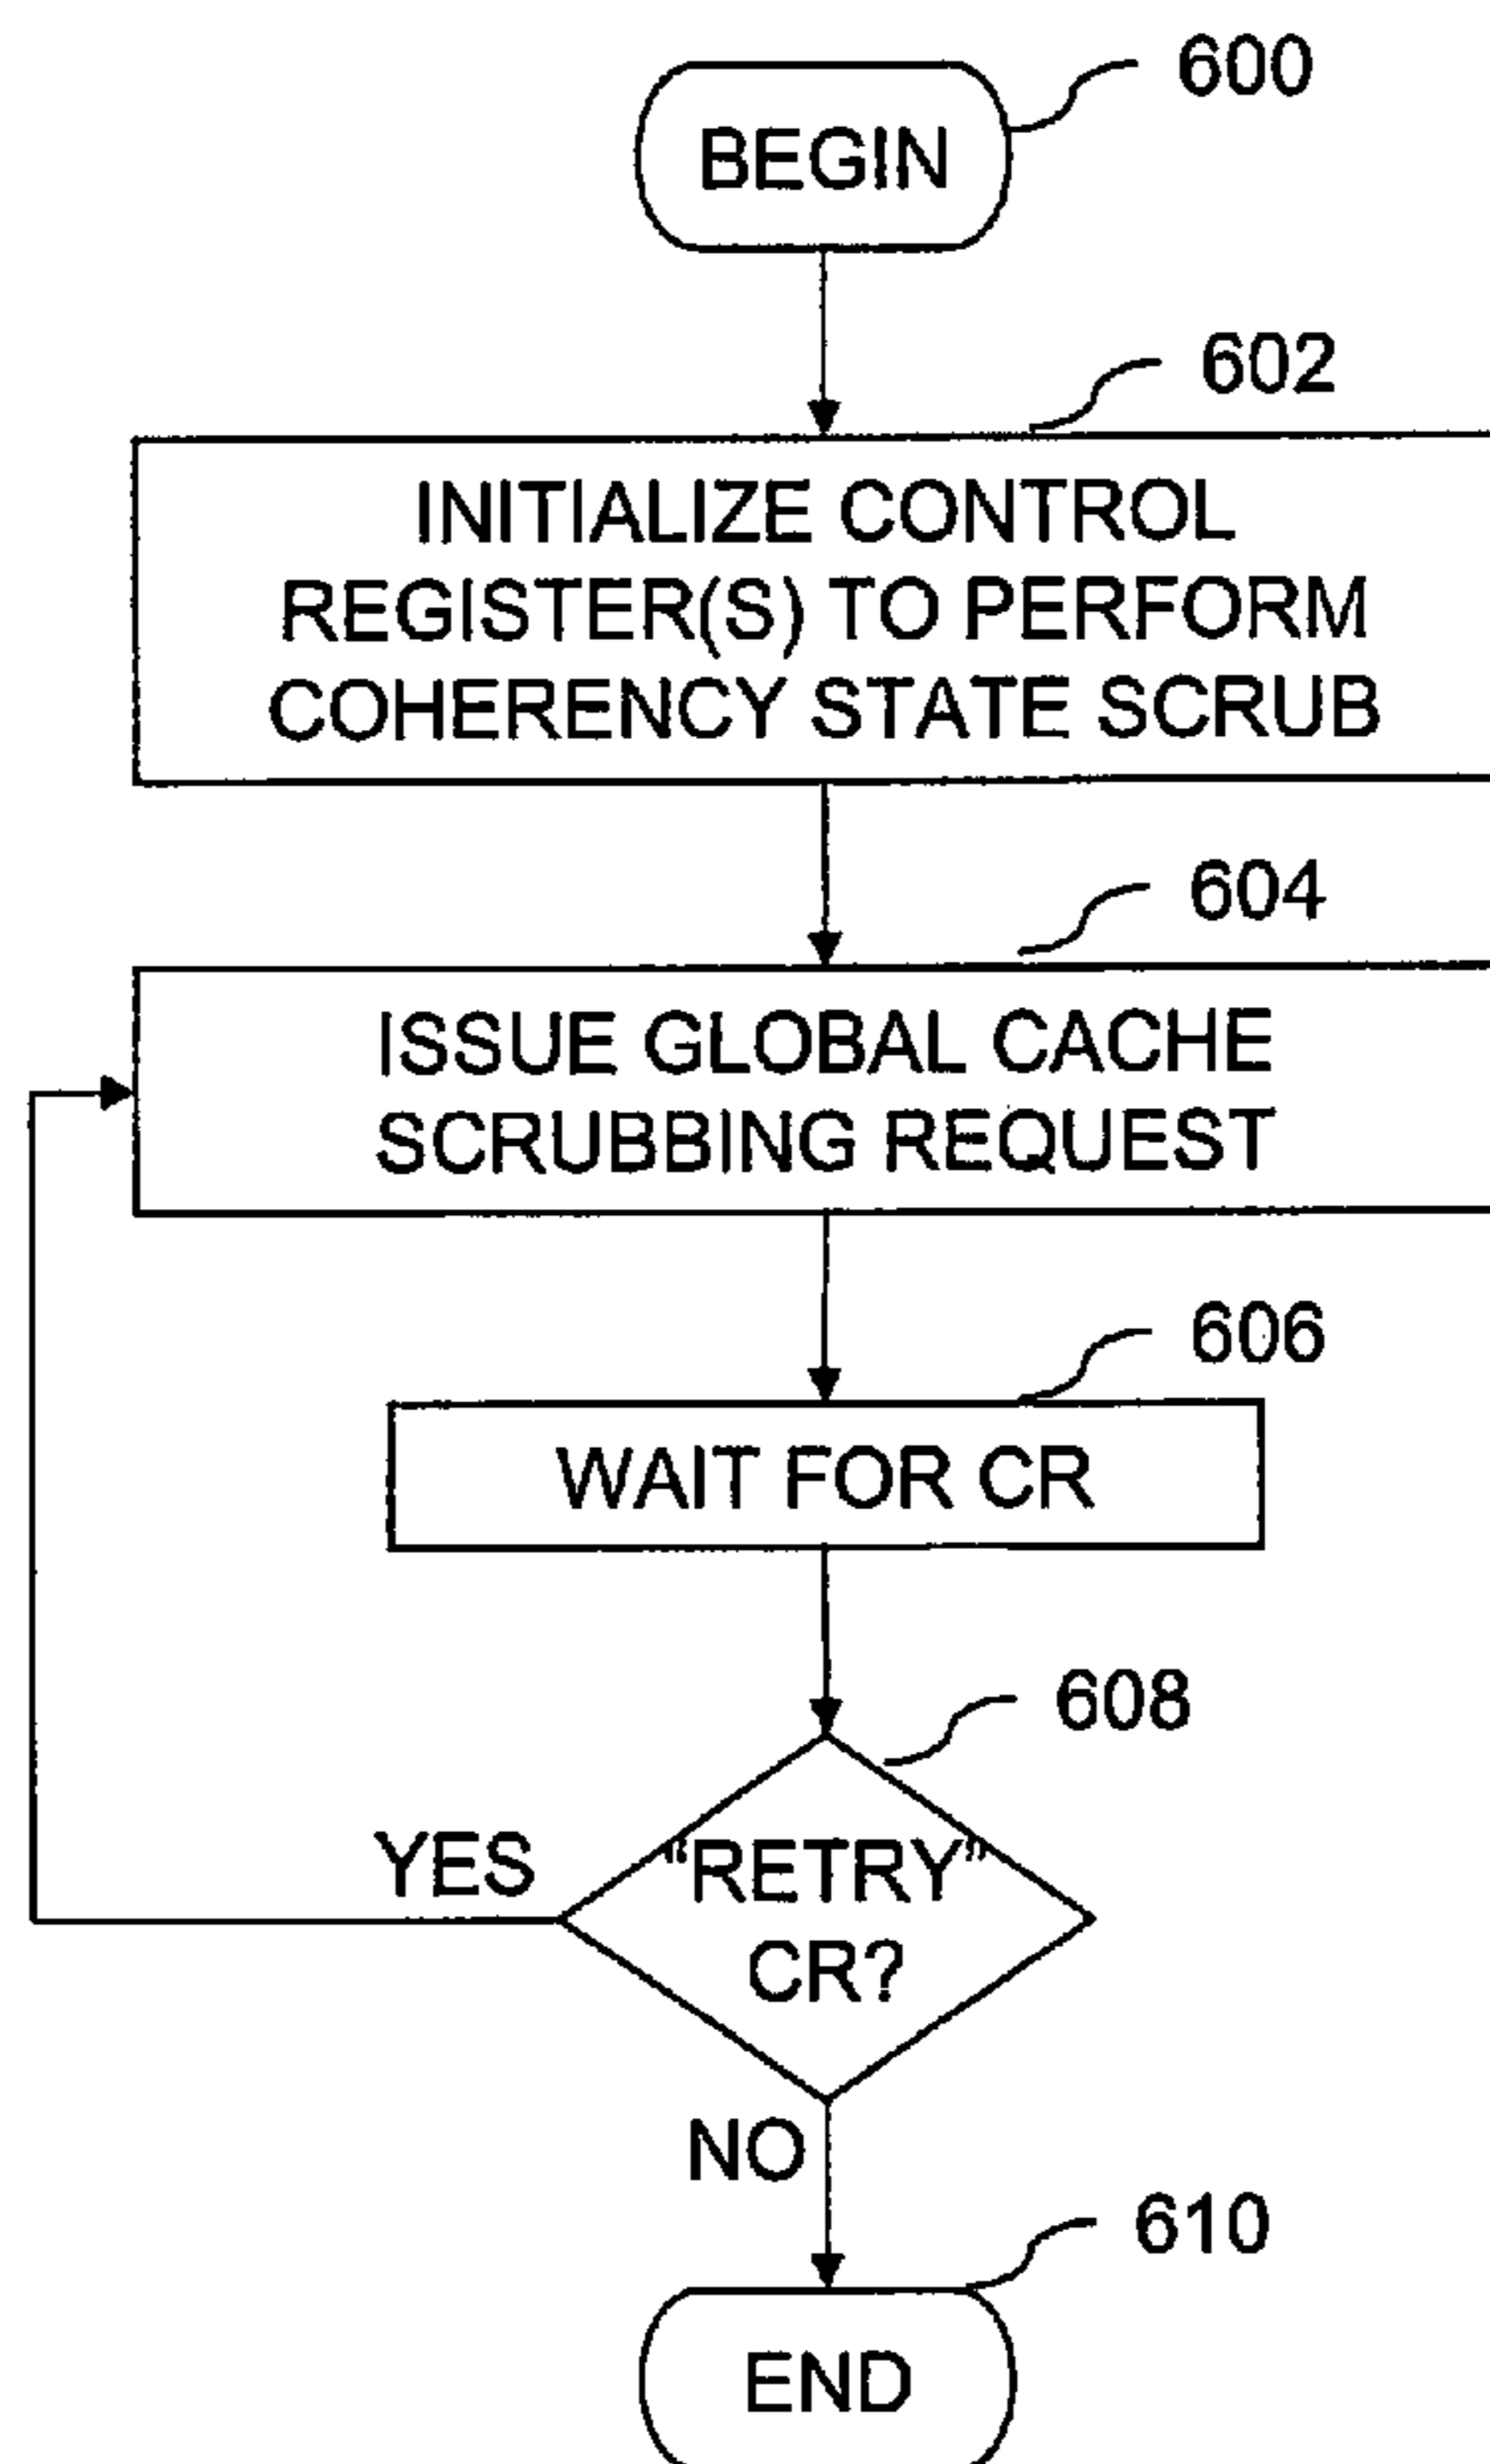 600
BEGIN
602
INITIALIZE CONTROL
REGISTER(S) TO PERFORM
COHERENCY STATE SCRUB
604
ISSUE GLOBAL CACHE
SCRUBBING REQUEST
606
WAIT FOR CR
608
YES
"RETRY"
CR?
NO
610
END